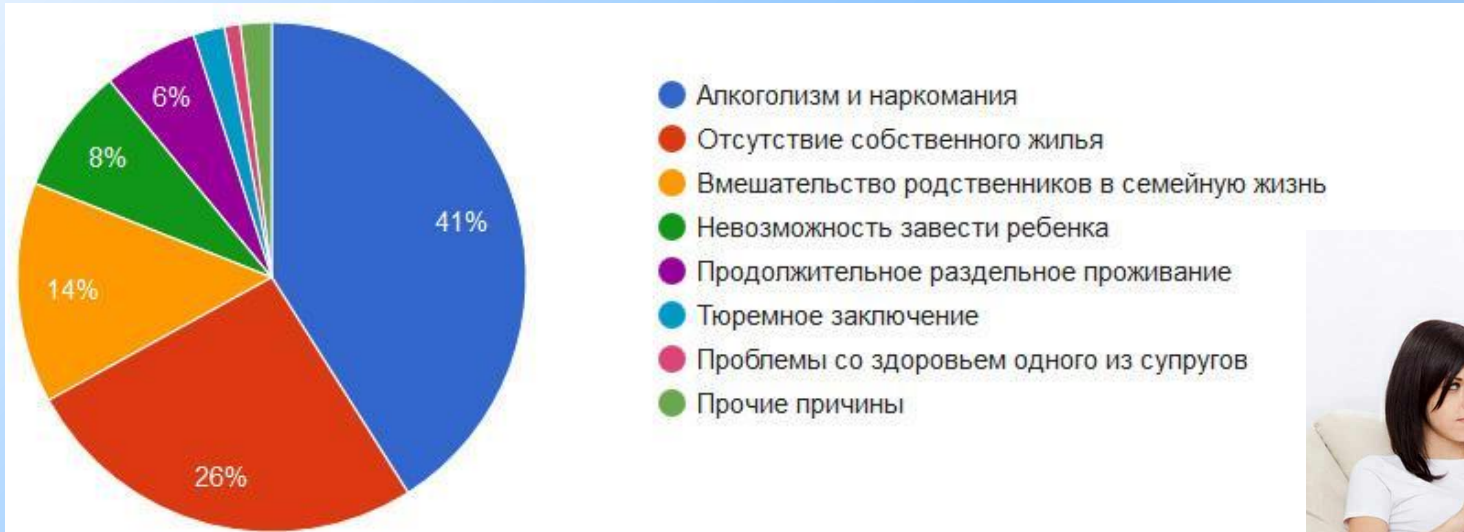 6%
8%
41%
14%
26%
Алкоголизм и наркомания
Отсутствие собственного жилья
Вмешательство родственников в семейную жизнь
Невозможность завести ребенка
Продолжительное раздельное проживание
Тюремное заключение
Проблемы со здоровьем одного из супругов
Прочие причины